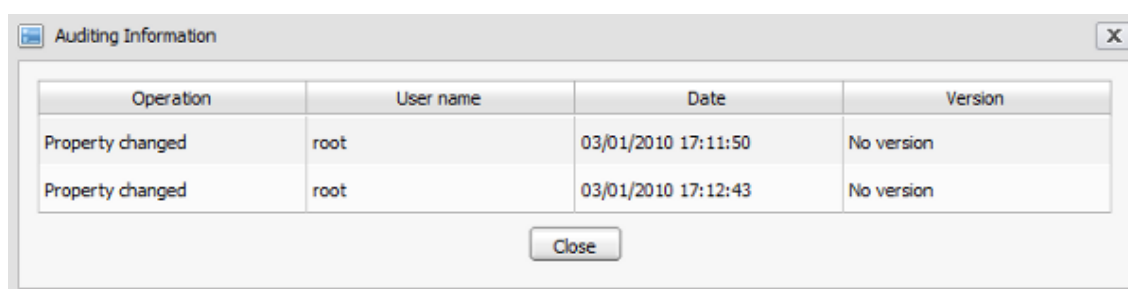 Auditing Information
X
Operation User name Date Version
Property changed root 03/01/2010 17:11:50 No version
Property changed root 03/01/2010 17:12:43 No version
Close